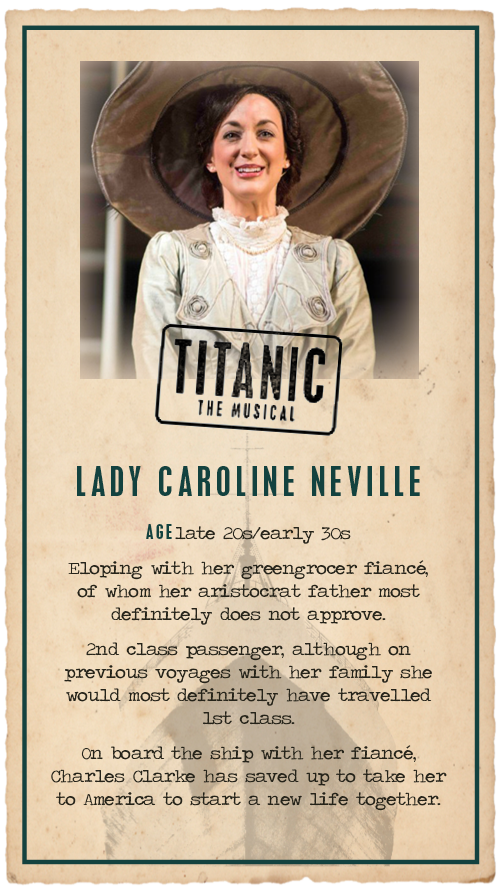 TITANIC
THE MUSICAL
LADY CAROLINE NEVILLE
AGE late 20s/early 30s
Eloping with her greengrocer fiancé,
of whom her aristocrat father most
definitely does not approve.
2nd class passenger, although on
previous voyages with her family she
would most definitely have travelled
1st class.
On board the ship with her fiancé,
Charles Clarke has saved up to take her
to America to start a new life together.